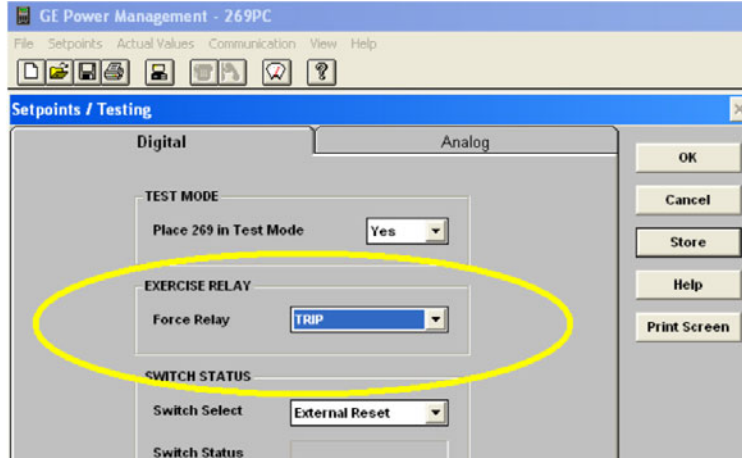 GE Power Management - 269PC
File Setpoints Actual Values Communication View Help
Setpoints / Testing
Digital Analog
OK
TEST MODE
Cancel
Place 269 in Test Mode Yes
Store
EXERCISE RELAY
Help
Force Relay TRIP
Print Screen
SWITCH STATUS
Switch Select External Reset
Switch Status